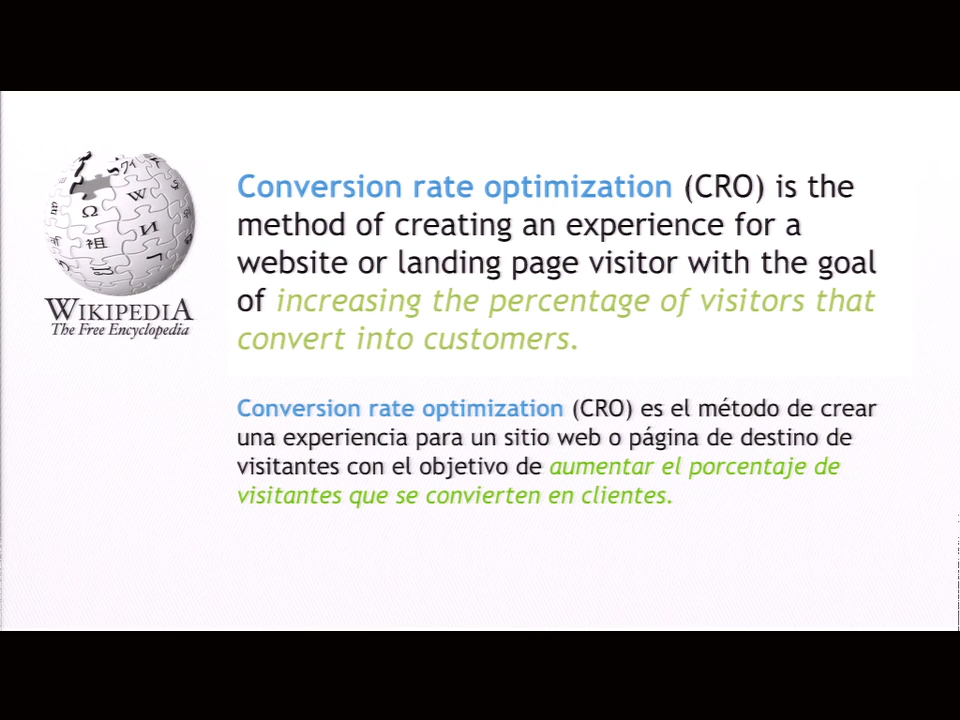 WIKIPEDIA
The Free Encyclopedia
Conversion rate optimization (CRO) is the
method of creating an experience for a
website or landing page visitor with the goal
of increasing the percentage of visitors that
convert into customers.
Conversion rate optimization (CRO) es el método de crear
una experiencia para un sitio web o página de destino de
visitantes con el objetivo de aumentar el porcentaje de
visitantes que se convierten en clientes.